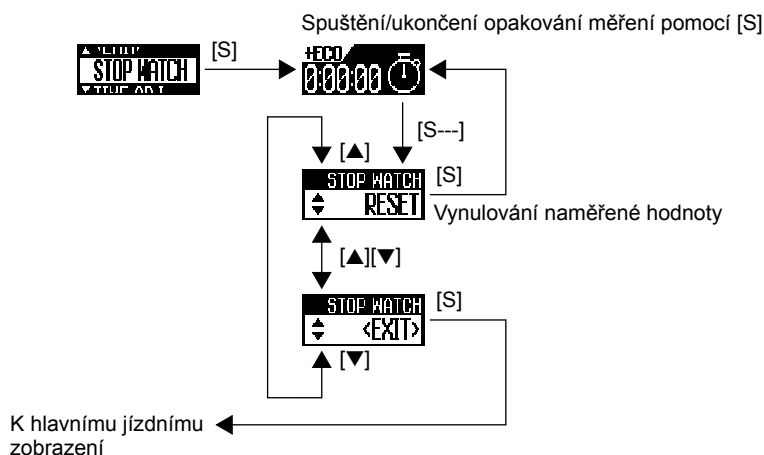 Spuštění/ukončení opakování měření pomocí [S]
[S]
STOP WATCH
+ECO
0:00:00
[S---]
[▲]
STOP WATCH
[S]
RESET
Vynulování naměřené hodnoty
[▲][▼]
STOP WATCH
[S]
<EXIT>
[▼]
K hlavnímu jízdnímu
zobrazení